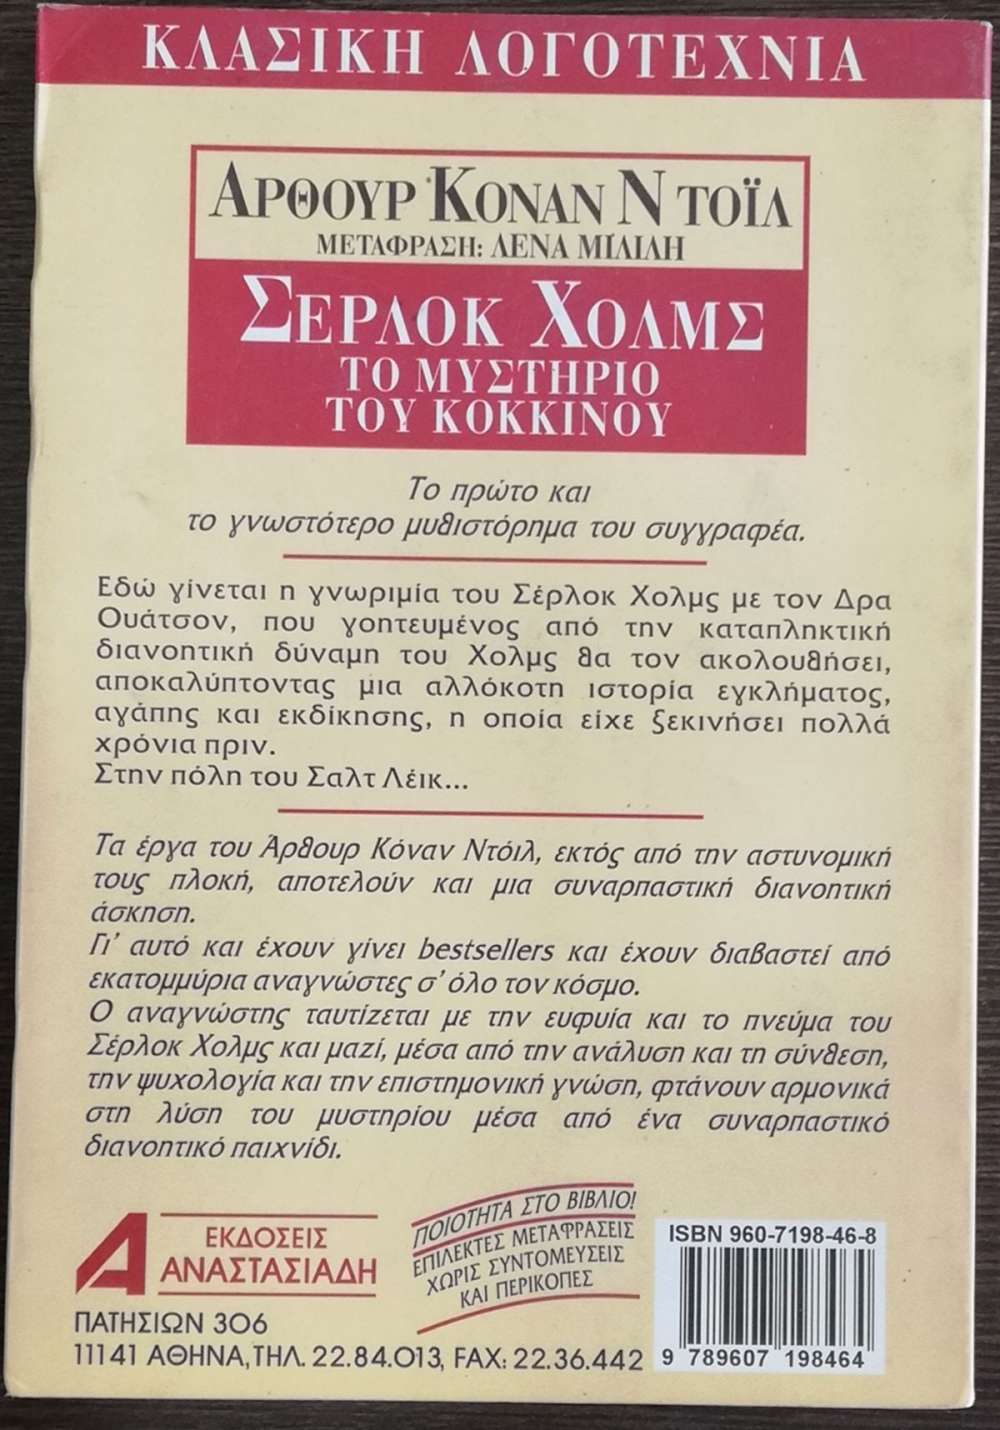 ΚΛΑΣΙΚΗ ΛΟΓΟΤΕΧΝΙΑ
ΑΡΘΟΥΡ ΚΟΝΑΝ ΝΤΟΪΛ
ΜΕΤΑΦΡΑΣΗ: ΛΕΝΑ ΜΙΛΙΛΗ
ΣΕΡΛΟΚ ΧΟΛΜΣ
ΤΟ ΜΥΣΤΗΡΙΟ
ΤΟΥ ΚΟΚΚΙΝΟΥ
Το πρώτο και
το γνωστότερο μυθιστόρημα του συγγραφέα.
Εδώ γίνεται η γνωριμία του Σέρλοκ Χολμς με τον Δρα
Ουάτσον, που γοητευμένος από την καταπληκτική
διανοητική δύναμη του Χολμς θα τον ακολουθήσει,
αποκαλύπτοντας μια αλλόκοτη ιστορία εγκλήματος,
αγάπης και εκδίκησης, η οποία είχε ξεκινήσει πολλά
χρόνια πριν.
Στην πόλη του Σαλτ Λέικ...
Τα έργα του Άρθουρ Κόναν Ντόιλ, εκτός από την αστυνομική
τους πλοκή, αποτελούν και μια συναρπαστική διανοητική
άσκηση.
Γι' αυτό και έχουν γίνει bestsellers και έχουν διαβαστεί από
εκατομμύρια αναγνώστες σ' όλο τον κόσμο.
Ο αναγνώστης ταυτίζεται με την ευφυία και το πνεύμα του
Σέρλοκ Χολμς και μαζί, μέσα από την ανάλυση και τη σύνθεση,
την ψυχολογία και την επιστημονική γνώση, φτάνουν αρμονικά
στη λύση του μυστηρίου μέσα από ένα συναρπαστικό
διανοητικό παιχνίδι.
ΕΚΔΟΣΕΙΣ
ΑΝΑΣΤΑΣΙΑΔΗ
ΠΑΤΗΣΙΩΝ 306
11141 ΑΘΗΝΑ, ΤΗΛ. 22.84.013, FAX: 22.36.442
ΠΟΙΟΤΗΤΑ ΣΤΟ ΒΙΒΛΙΟ!
ΕΠΙΛΕΚΤΕΣ ΜΕΤΑΦΡΑΣΕΙΣ
ΧΩΡΙΣ ΣΥΝΤΟΜΕΥΣΕΙΣ
ΚΑΙ ΠΕΡΙΚΟΠΕΣ
ISBN 960-7198-46-8
9 789607 198464